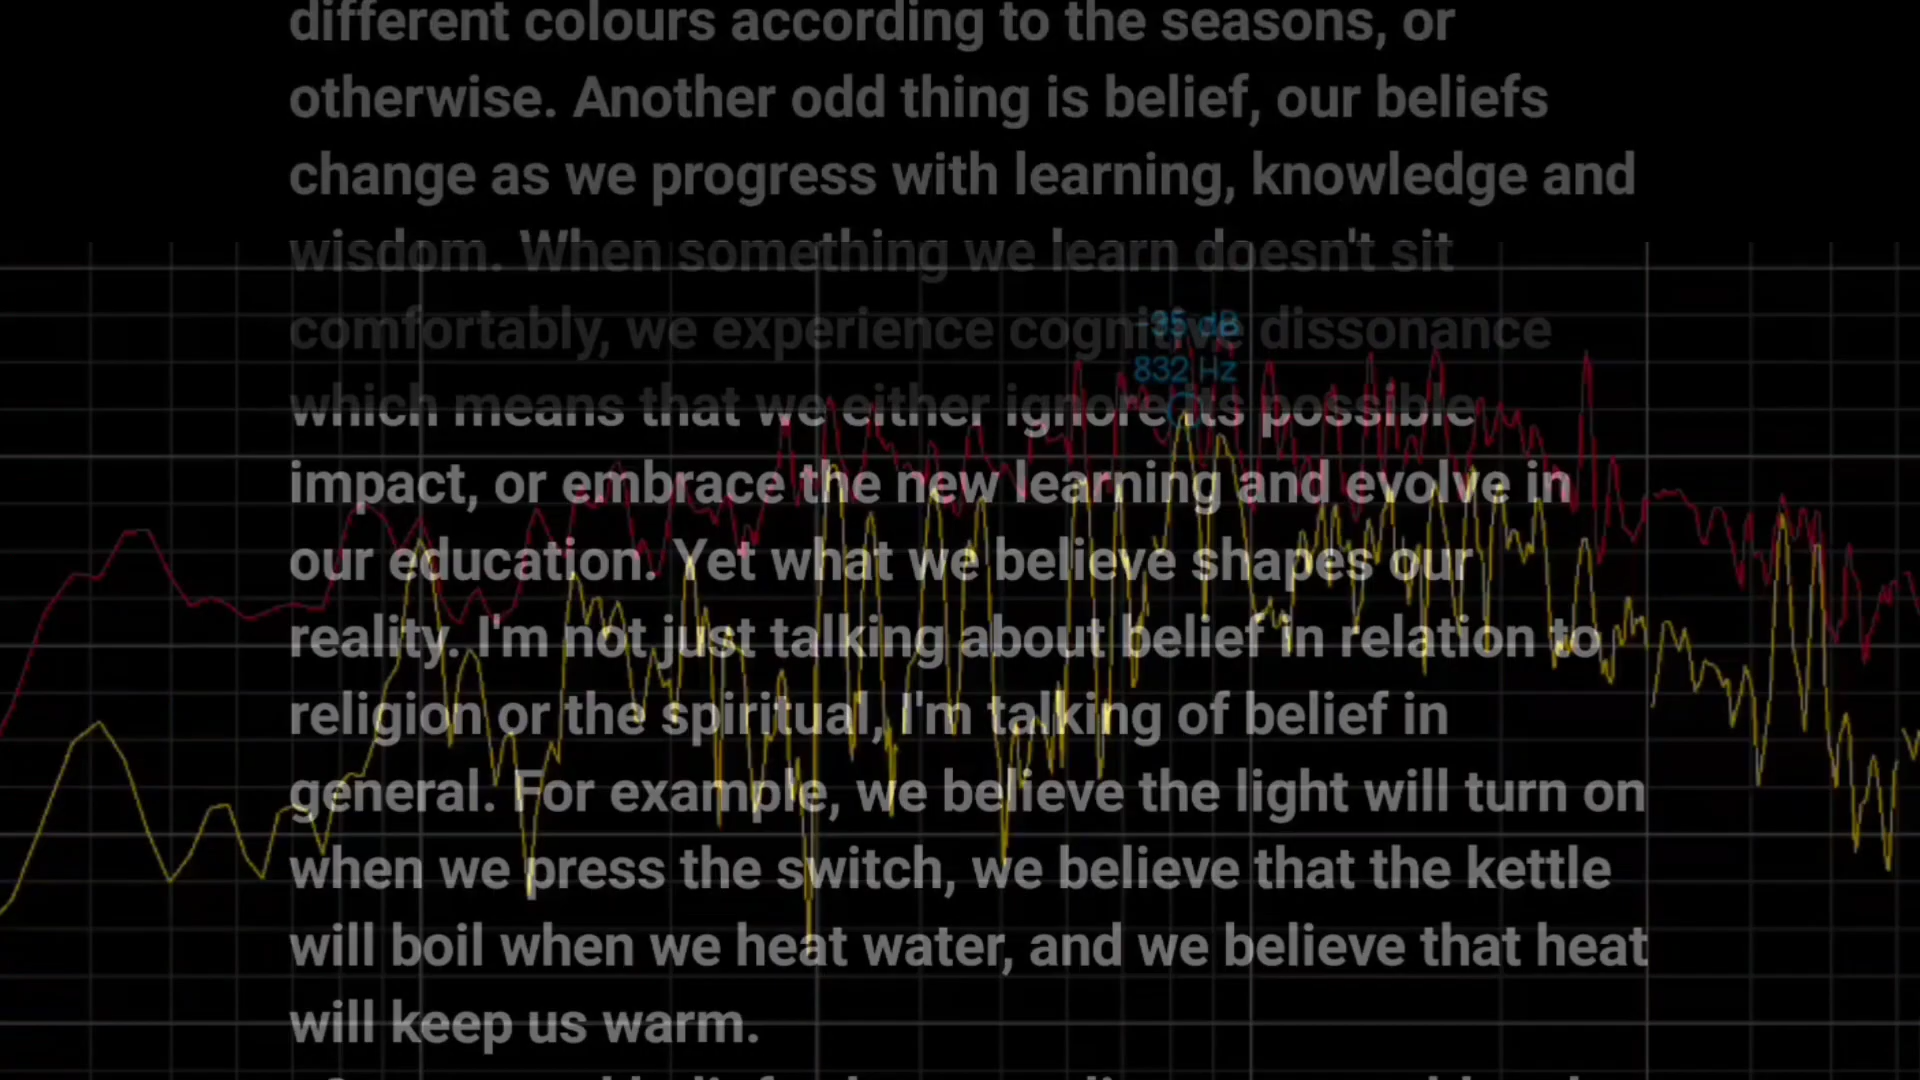 different colours according to the seasons, or
otherwise. Another odd thing is belief, our beliefs
change as we progress with learning, knowledge and
wisdom. When something we learn doesn't sit
comfortably, we experience cognitive dissonance
-35 dB
832 Hz
which means that we either ignore its possible
impact, or embrace the new learning and evolve in
our education. Yet what we believe shapes our
reality. I'm not just talking about belief in relation to
religion or the spiritual, I'm talking of belief in
general. For example, we believe the light will turn on
when we press the switch, we believe that the kettle
will boil when we heat water, and we believe that heat
will keep us warm.